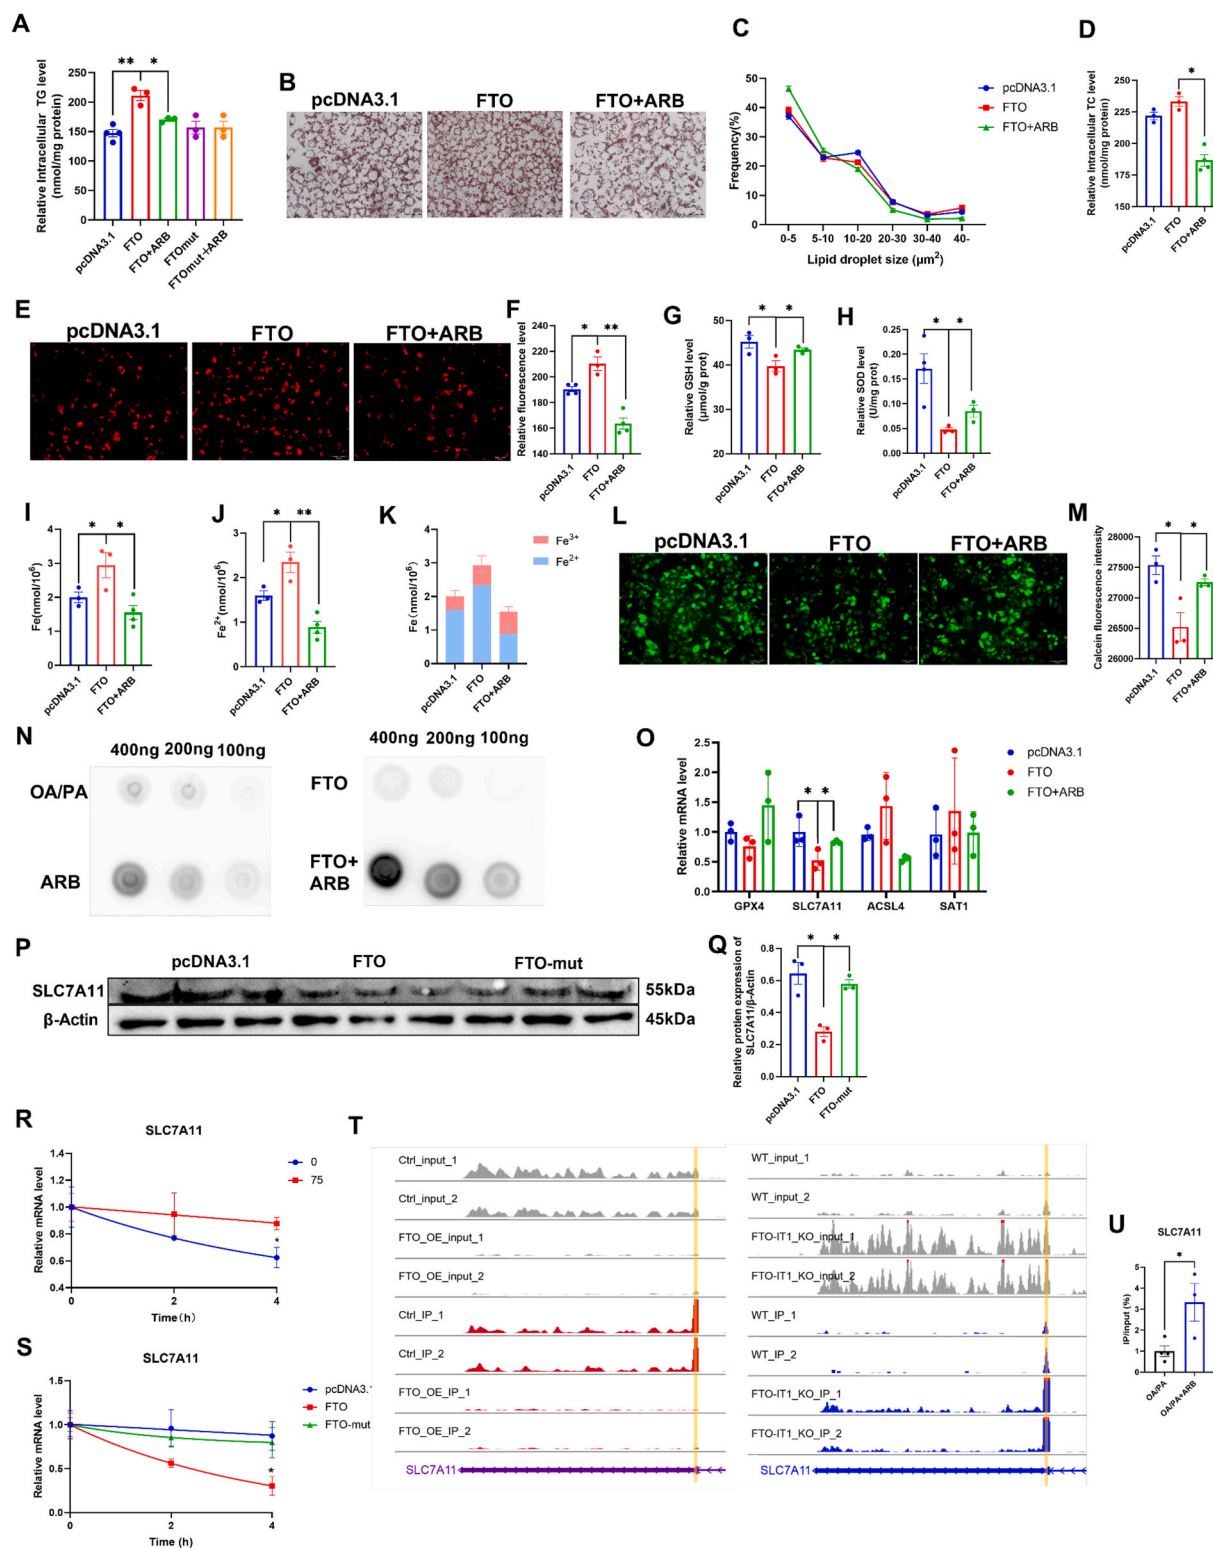 A
Relative Intracellular TG level
(nmol/mg protein)
250
200
150
100
50
0
** *
pcDNA3.1
FTO
FTO+ARB
FTOmut
FTOmut+ARB
B
pcDNA3.1 FTO FTO+ARB
C
Frequency(%)
50
40
30
20
10
0
0-5 5-10 10-20 20-30 30-40 40-
Lipid droplet size (μm²)
pcDNA3.1
FTO
FTO+ARB
D
Relative Intracellular TC level
(nmol/mg protein)
250
225
200
175
150
*
pcDNA3.1
FTO
FTO+ARB
E
pcDNA3.1 FTO FTO+ARB
F
Relative fluorescence level
240
220
200
180
160
140
* **
pcDNA3.1
FTO
FTO+ARB
G
Relative GSH level
(μmol/g prot)
50
40
30
20
* *
pcDNA3.1
FTO
FTO+ARB
H
Relative SOD level
(U/mg prot)
0.25
0.20
0.15
0.10
0.05
0.00
* *
pcDNA3.1
FTO
FTO+ARB
I
Fe(nmol/10⁶)
4
3
2
1
0
* *
pcDNA3.1
FTO
FTO+ARB
J
Fe²⁺(nmol/10⁶)
3
2
1
0
* **
pcDNA3.1
FTO
FTO+ARB
K
Fe (nmol/10⁶)
4
3
2
1
0
Fe³⁺
Fe²⁺
pcDNA3.1
FTO
FTO+ARB
L
pcDNA3.1 FTO FTO+ARB
M
Calcein fluorescence intensity
28000
27500
27000
26500
26000
* *
pcDNA3.1
FTO
FTO+ARB
N
400ng 200ng 100ng
OA/PA
ARB
400ng 200ng 100ng
FTO
FTO+
ARB
O
Relative mRNA level
2.5
2.0
1.5
1.0
0.5
0.0
* *
GPX4 SLC7A11 ACSL4 SAT1
pcDNA3.1
FTO
FTO+ARB
P
pcDNA3.1 FTO FTO-mut
SLC7A11 55kDa
β-Actin 45kDa
Q
Relative protien expression of
SLC7A11/β-Actin
0.8
0.6
0.4
0.2
0.0
* *
pcDNA3.1
FTO
FTO-mut
R
SLC7A11
Relative mRNA level
1.2
1.0
0.8
0.6
0.4
0 2 4
Time(h)
*
0
75
S
SLC7A11
Relative mRNA level
1.5
1.0
0.5
0.0
0 2 4
Time (h)
*
pcDNA3.1
FTO
FTO-mut
T
Ctrl_input_1
Ctrl_input_2
FTO_OE_input_1
FTO_OE_input_2
Ctrl_IP_1
Ctrl_IP_2
FTO_OE_IP_1
FTO_OE_IP_2
SLC7A11
WT_input_1
WT_input_2
FTO-IT1_KO_input_1
FTO-IT1_KO_input_2
WT_IP_1
WT_IP_2
FTO-IT1_KO_IP_1
FTO-IT1_KO_IP_2
SLC7A11
U
SLC7A11
IP/input (%)
5
4
3
2
1
0
*
OA/PA
OA/PA+ARB